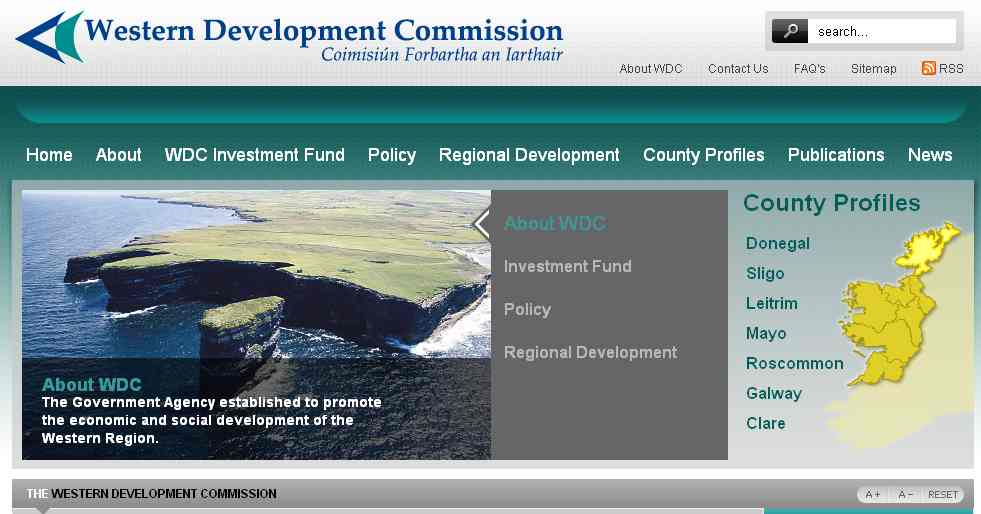 Western Development Commission
Coimisiún Forbartha an Iarthair
search...
About WDC Contact Us FAQ's Sitemap RSS
Home About WDC Investment Fund Policy Regional Development County Profiles Publications News
About WDC
Investment Fund
Policy
Regional Development
About WDC
The Government Agency established to promote
the economic and social development of the
Western Region.
County Profiles
Donegal
Sligo
Leitrim
Mayo
Roscommon
Galway
Clare
THE WESTERN DEVELOPMENT COMMISSION
A+ A- RESET